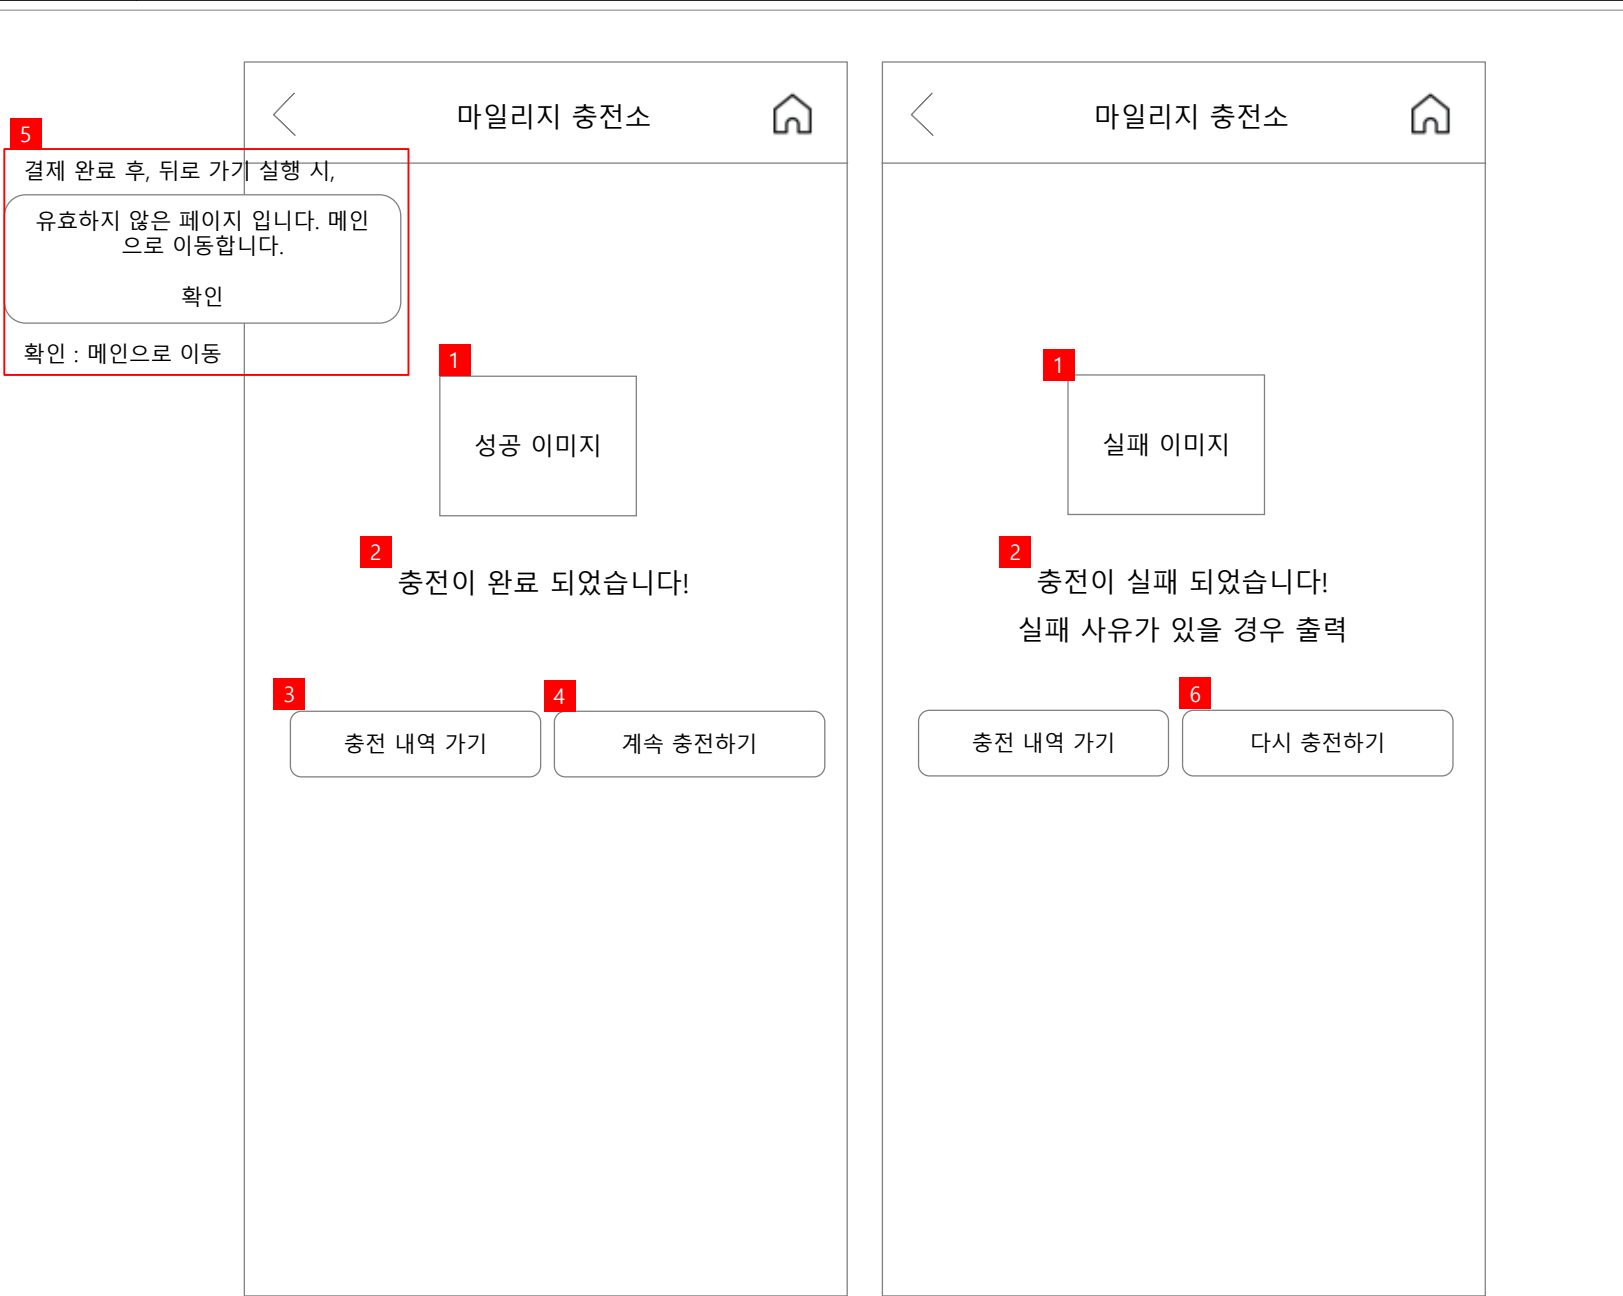 5
결제 완료 후, 뒤로 가기 실행 시,
유효하지 않은 페이지 입니다. 메인
으로 이동합니다.
확인
확인 : 메인으로 이동
마일리지 충전소
1
성공 이미지
2
충전이 완료 되었습니다!
3
충전 내역 가기
4
계속 충전하기
마일리지 충전소
1
실패 이미지
2
충전이 실패 되었습니다!
실패 사유가 있을 경우 출력
충전 내역 가기
6
다시 충전하기